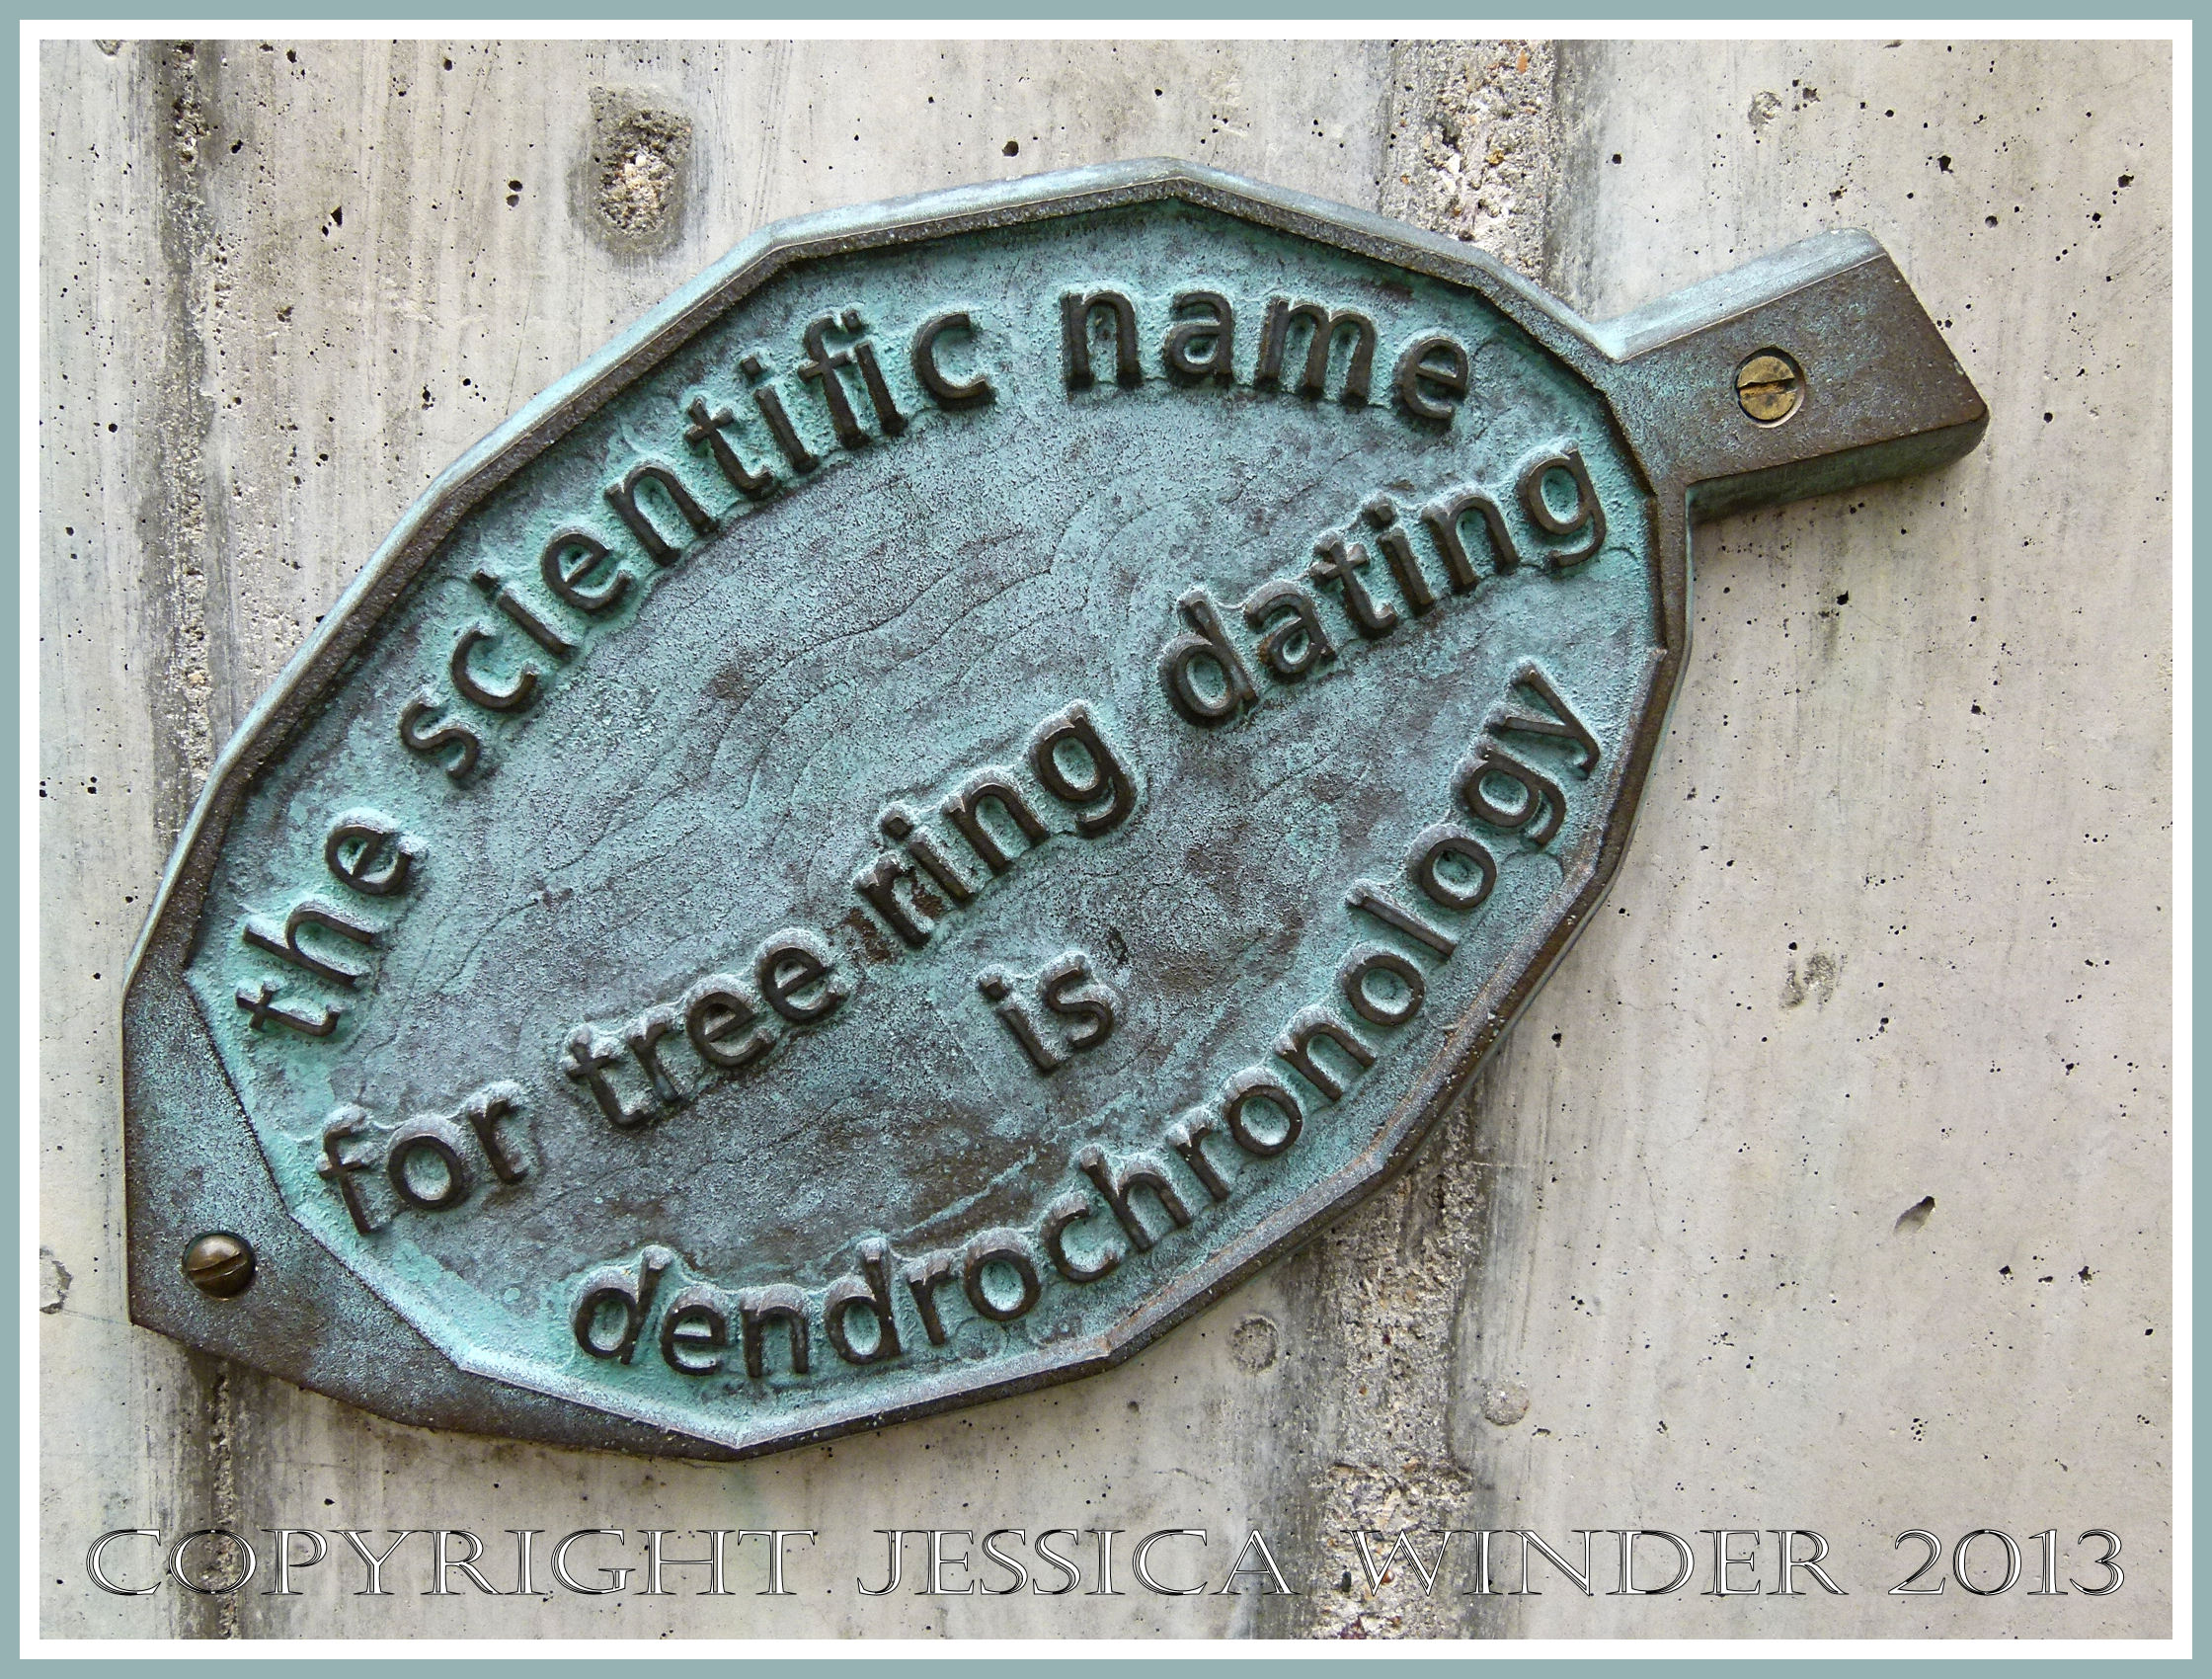 the scientific name
for tree ring dating
is
dendrochronology
COPYRIGHT JESSICA WINDER 2013